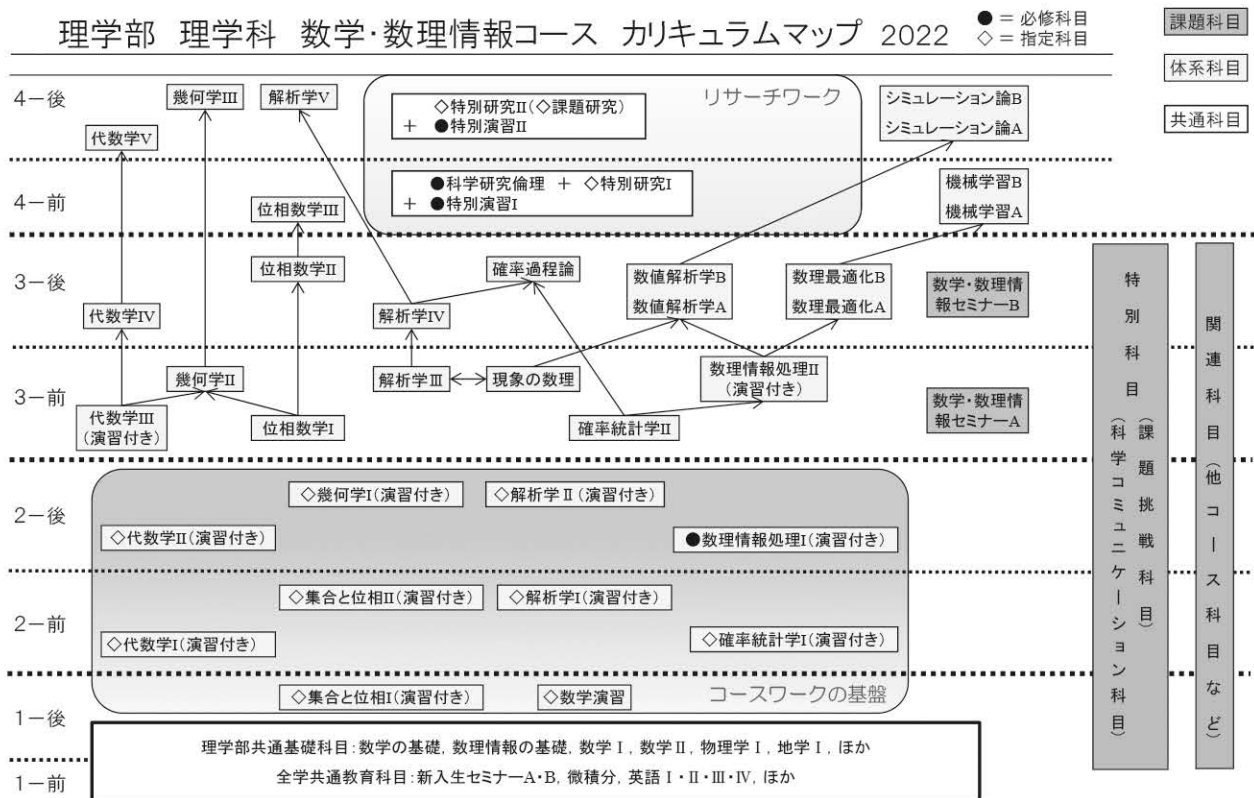 理学部 理学科 数学・数理情報コース カリキュラムマップ 2022
● = 必修科目
◇ = 指定科目
課題科目
体系科目
共通科目
4－後
幾何学III
解析学V
代数学V
リサーチワーク
◇特別研究II(◇課題研究)
+ ●特別演習II
シミュレーション論B
シミュレーション論A
4－前
●科学研究倫理 + ◇特別研究I
+ ●特別演習I
位相数学III
機械学習B
機械学習A
3－後
位相数学II
確率過程論
数値解析学B
数値解析学A
数理最適化B
数理最適化A
数学・数理情
報セミナーB
代数学IV
解析学IV
3－前
幾何学II
解析学III
現象の数理
数理情報処理II
(演習付き)
代数学III
(演習付き)
位相数学I
確率統計学II
数学・数理情
報セミナーA
特別科目
(課題挑戦科目)
(科学コミュニケーション科目)
関連科目(他コース科目など)
2－後
◇幾何学I(演習付き)
◇解析学II(演習付き)
◇代数学II(演習付き)
●数理情報処理I(演習付き)
2－前
◇集合と位相II(演習付き)
◇解析学I(演習付き)
◇代数学I(演習付き)
◇確率統計学I(演習付き)
1－後
◇集合と位相I(演習付き)
◇数学演習
コースワークの基盤
理学部共通基礎科目:数学の基礎, 数理情報の基礎, 数学I, 数学II, 物理学I, 地学I, ほか
1－前
全学共通教育科目:新入生セミナーA・B, 微積分, 英語I・II・III・IV, ほか